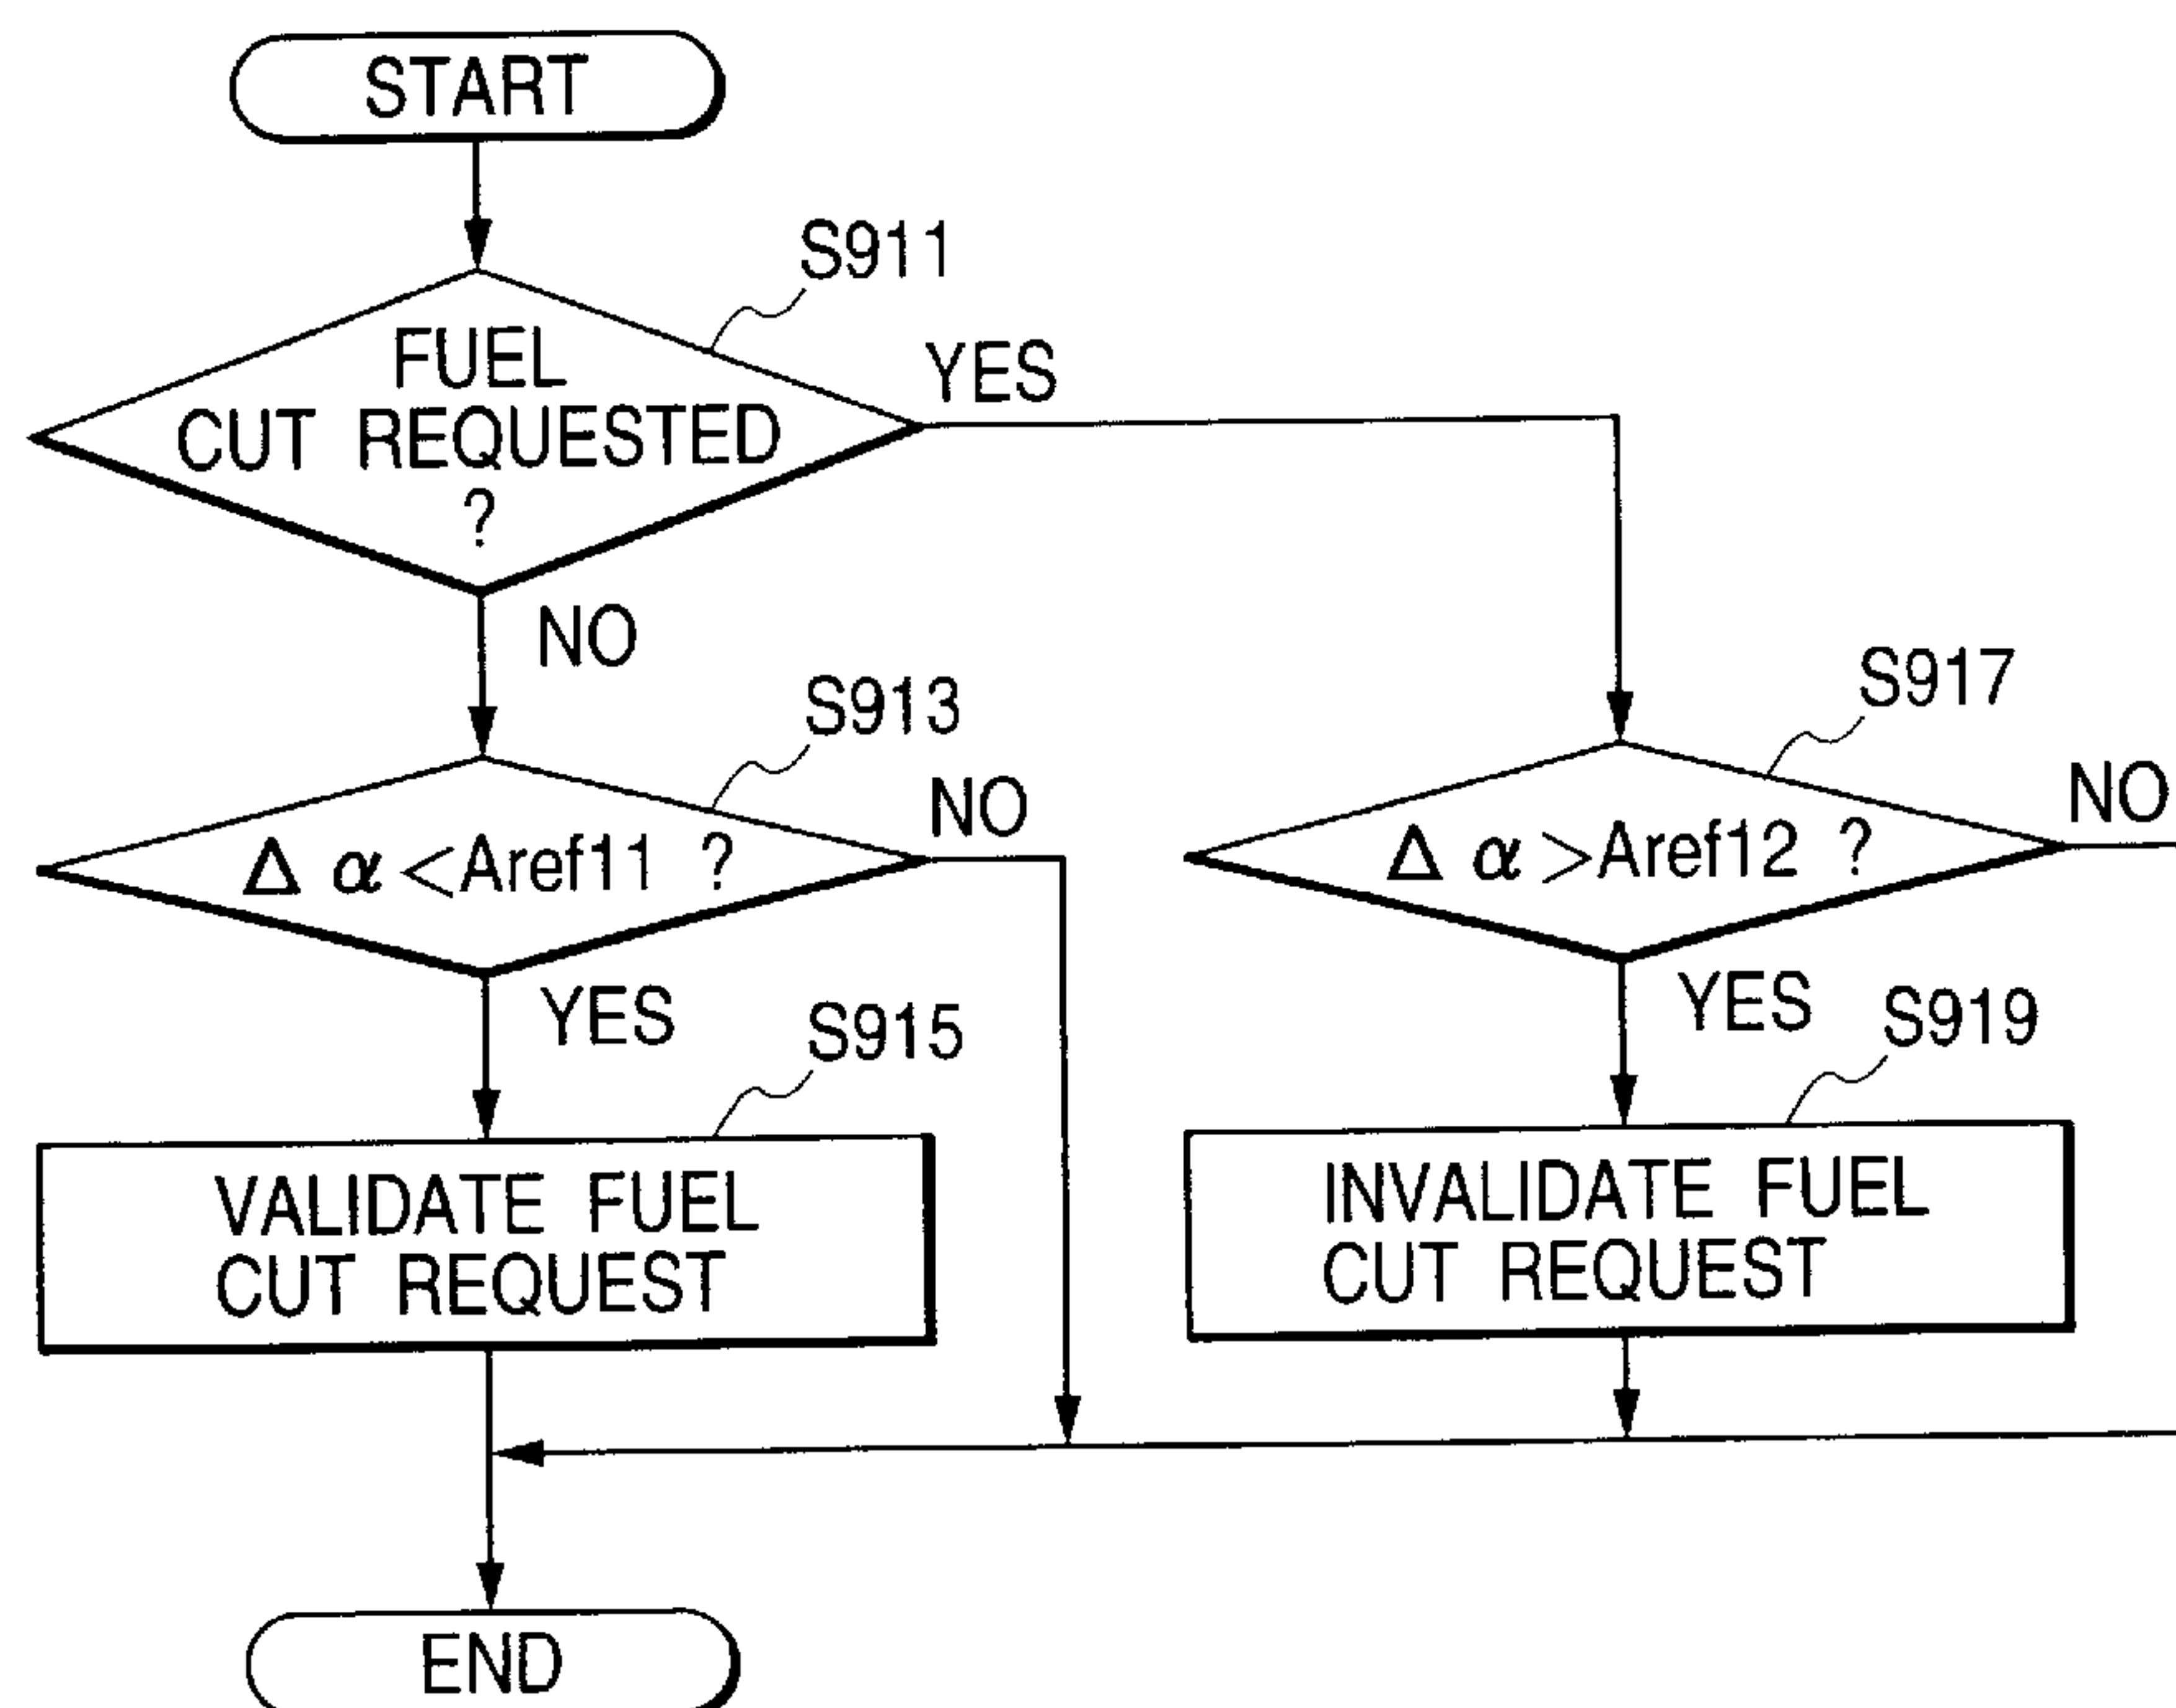 START
S911
FUEL
CUT REQUESTED
?
YES
NO
S913
Δ α <Aref11 ?
NO
YES
S915
VALIDATE FUEL
CUT REQUEST
S917
Δ α >Aref12 ?
NO
YES
S919
INVALIDATE FUEL
CUT REQUEST
END